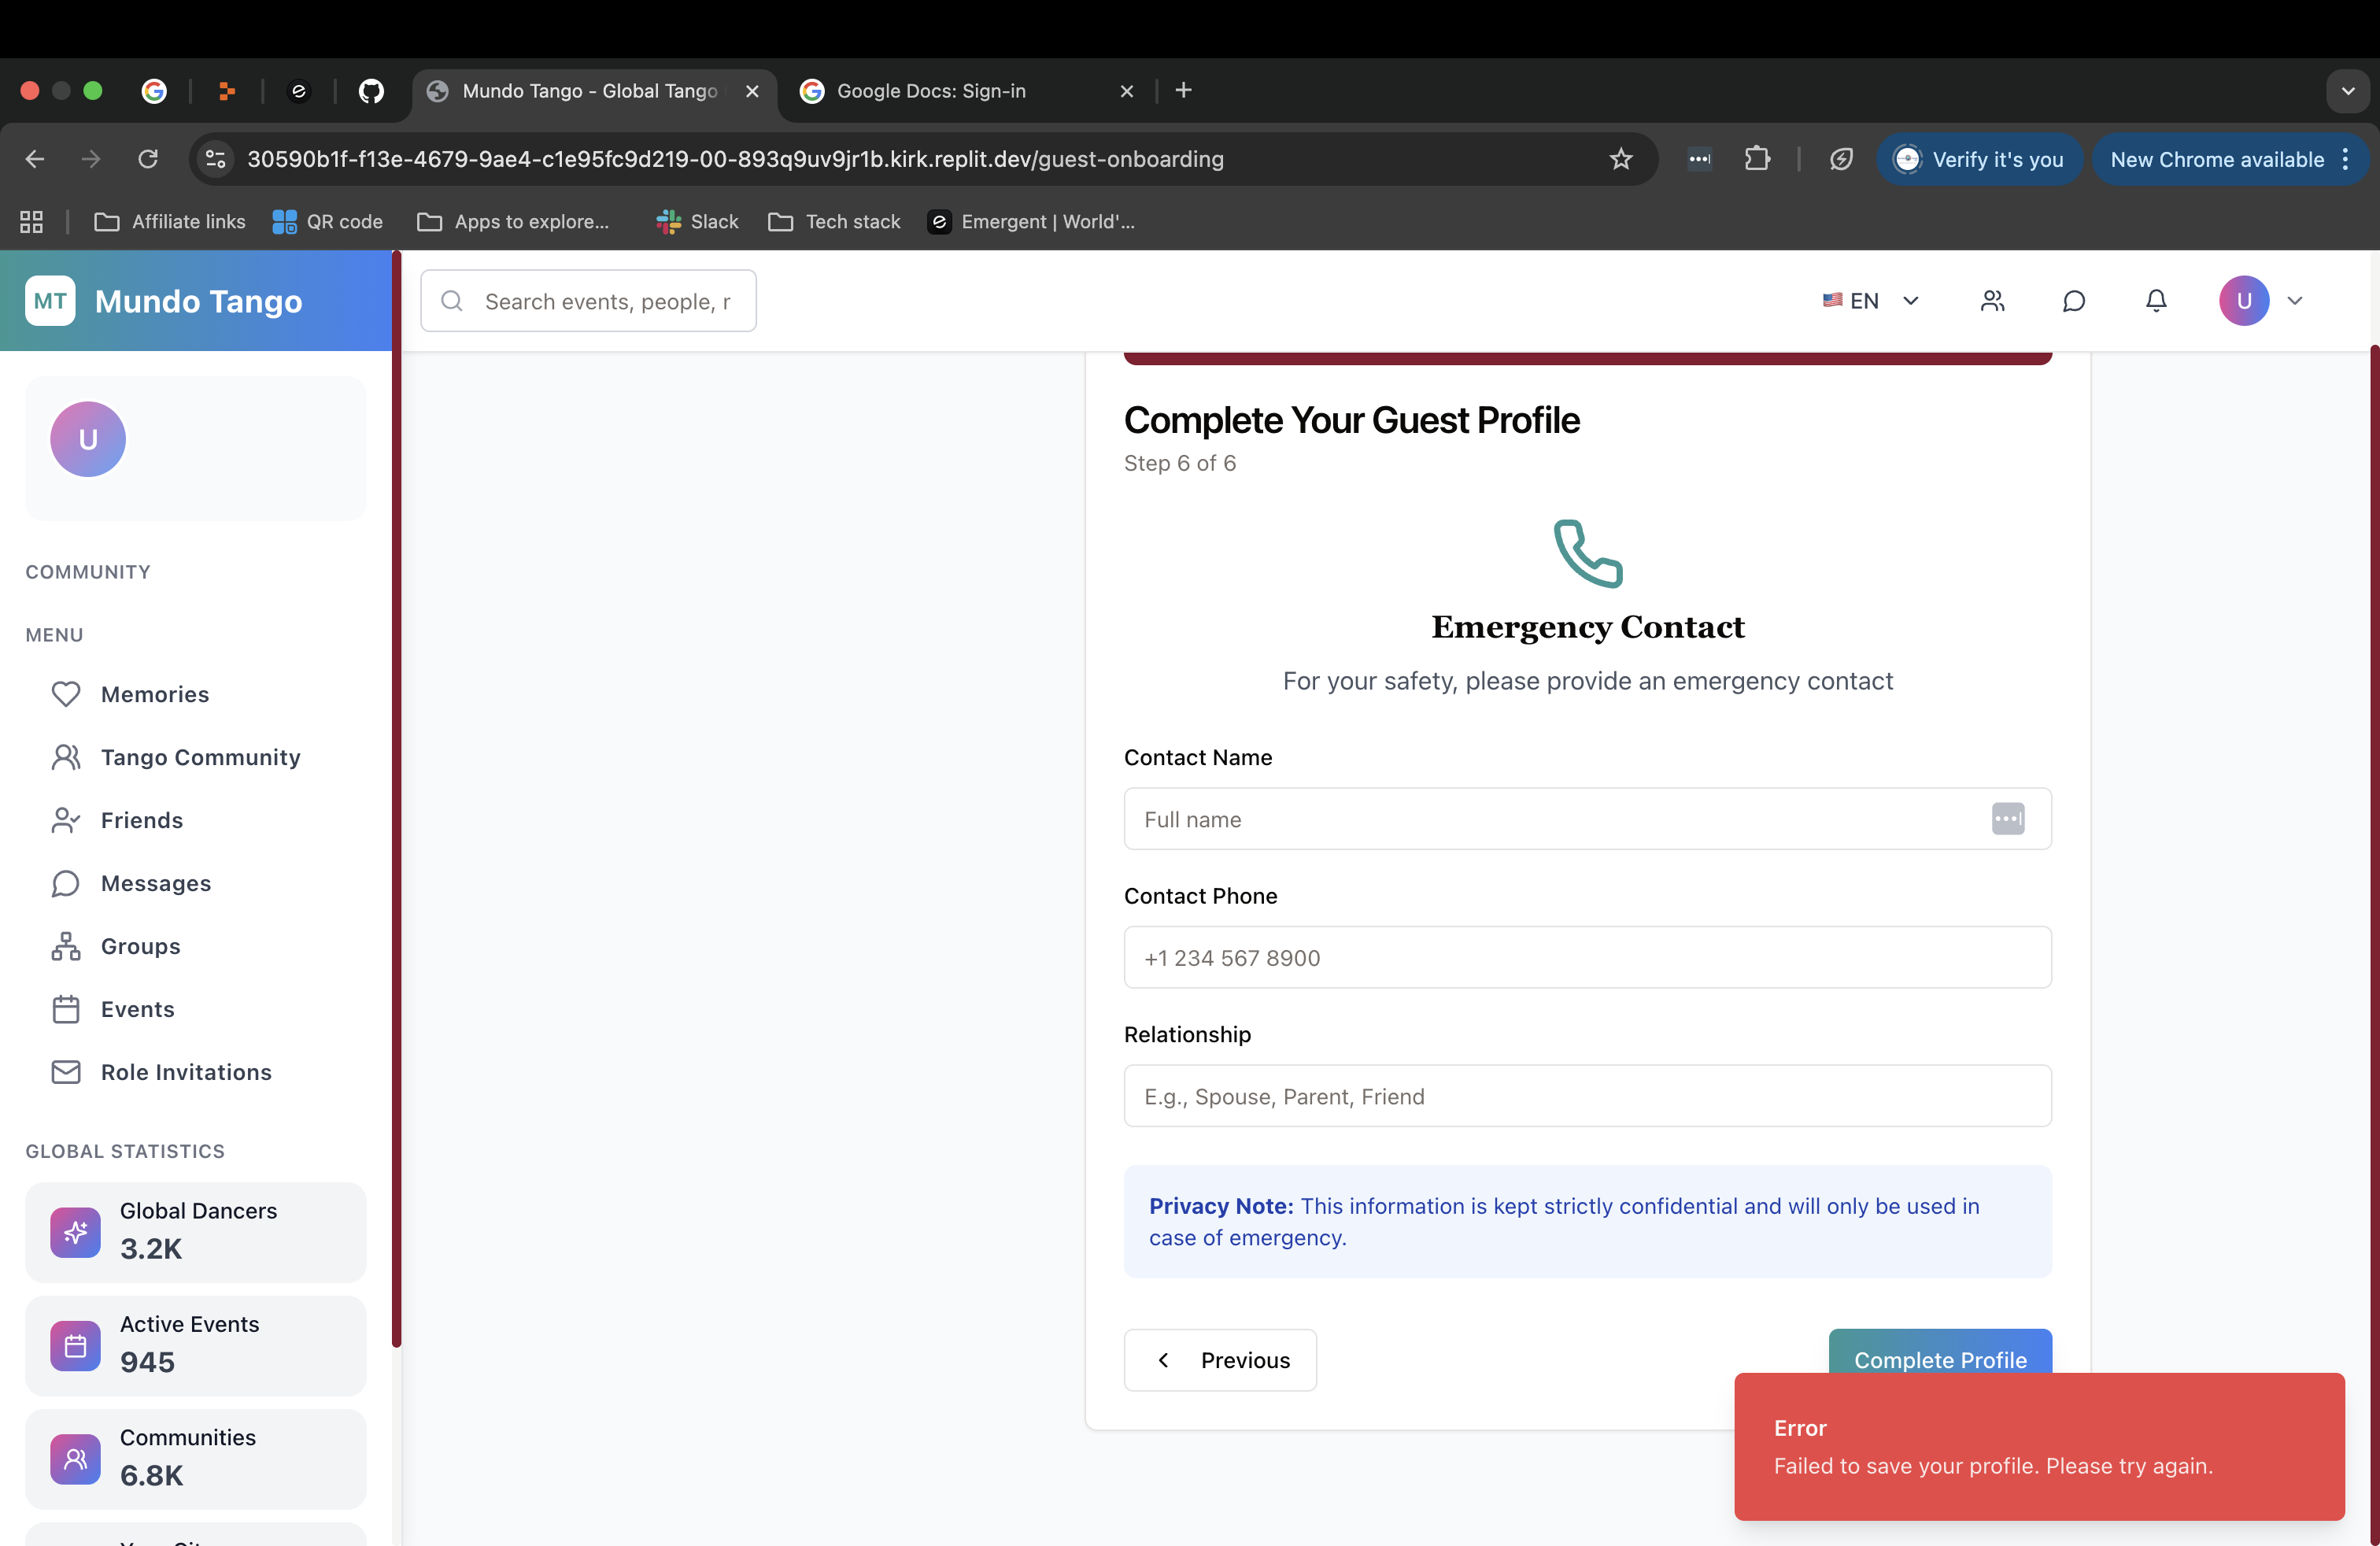 Mundo Tango - Global Tango
Google Docs: Sign-in
30590b1f-f13e-4679-9ae4-c1e95fc9d219-00-893q9uv9jr1b.kirk.replit.dev/guest-onboarding
Verify it's you
New Chrome available
Affiliate links
QR code
Apps to explore...
Slack
Tech stack
Emergent | World'...
MT
Mundo Tango
Search events, people, r
EN
U
U
COMMUNITY
MENU
Memories
Tango Community
Friends
Messages
Groups
Events
Role Invitations
GLOBAL STATISTICS
Global Dancers
3.2K
Active Events
945
Communities
6.8K
Complete Your Guest Profile
Step 6 of 6
Emergency Contact
For your safety, please provide an emergency contact
Contact Name
Full name
Contact Phone
+1 234 567 8900
Relationship
E.g., Spouse, Parent, Friend
Privacy Note: This information is kept strictly confidential and will only be used in
case of emergency.
Previous
Complete Profile
Error
Failed to save your profile. Please try again.